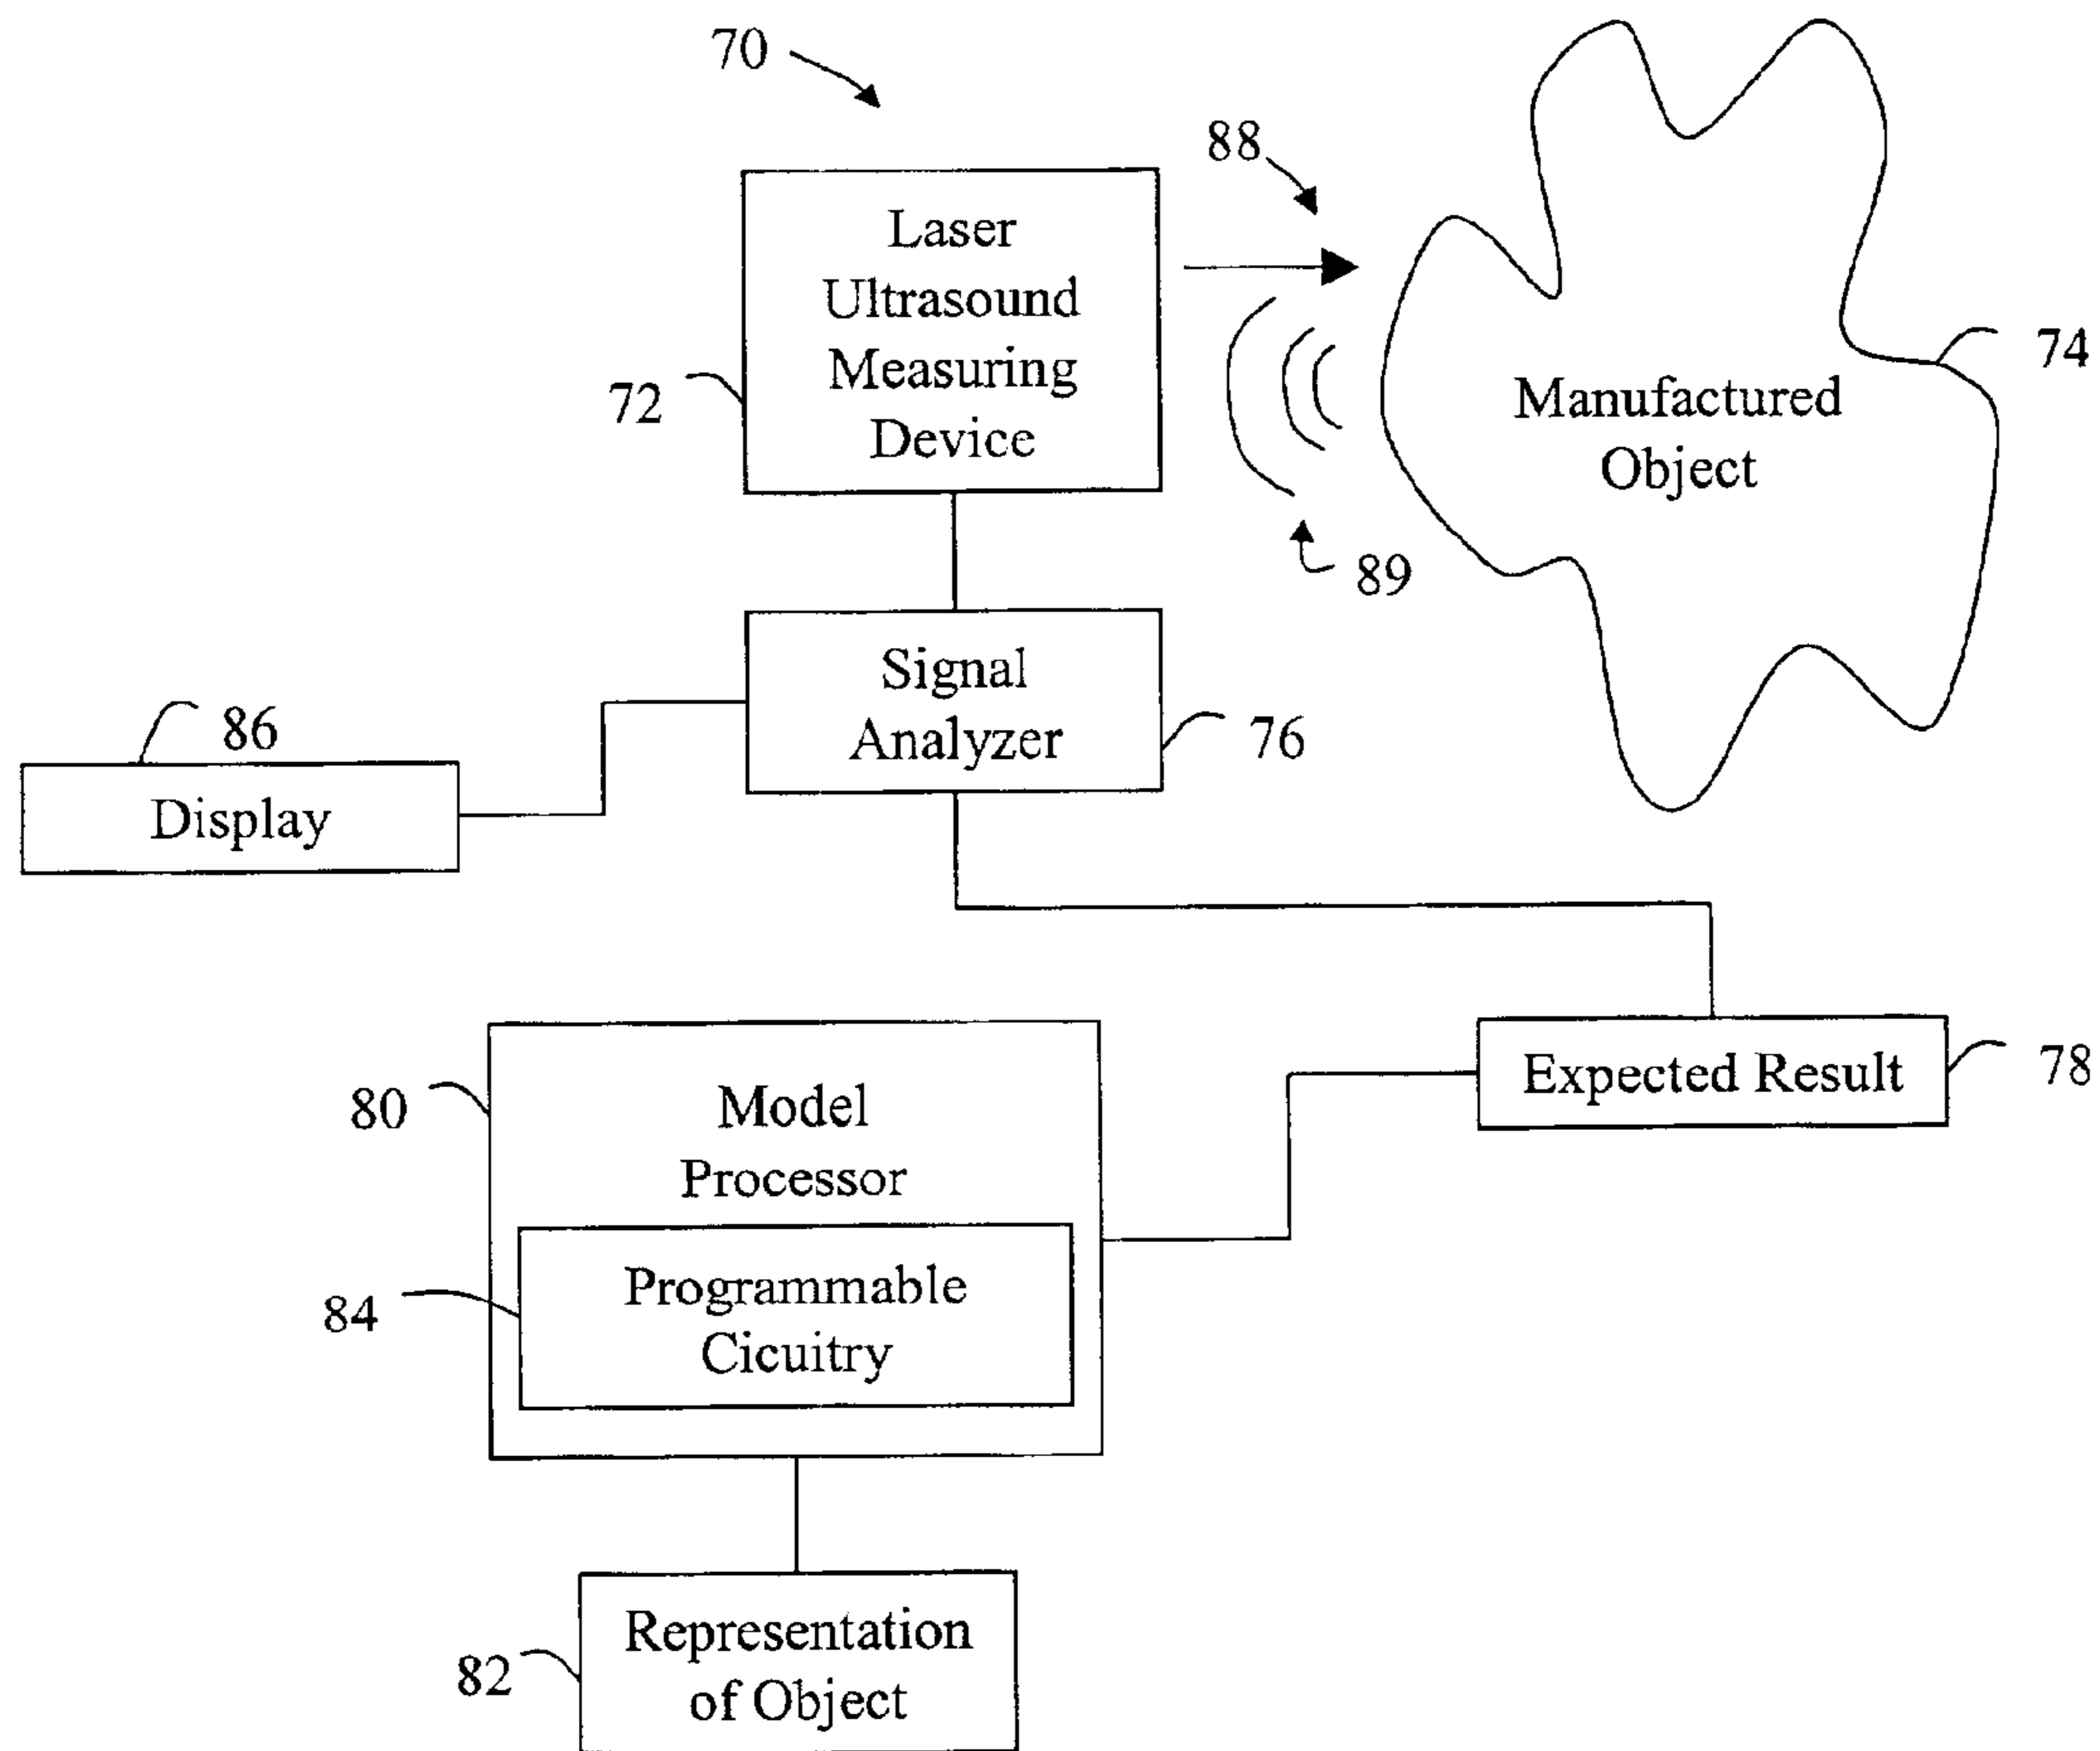 70
88
Laser
Ultrasound
Measuring
Device
72
74
Manufactured
Object
89
Signal
Analyzer
76
86
Display
Expected Result
78
80
Model
Processor
84
Programmable
Cicuitry
82
Representation
of Object